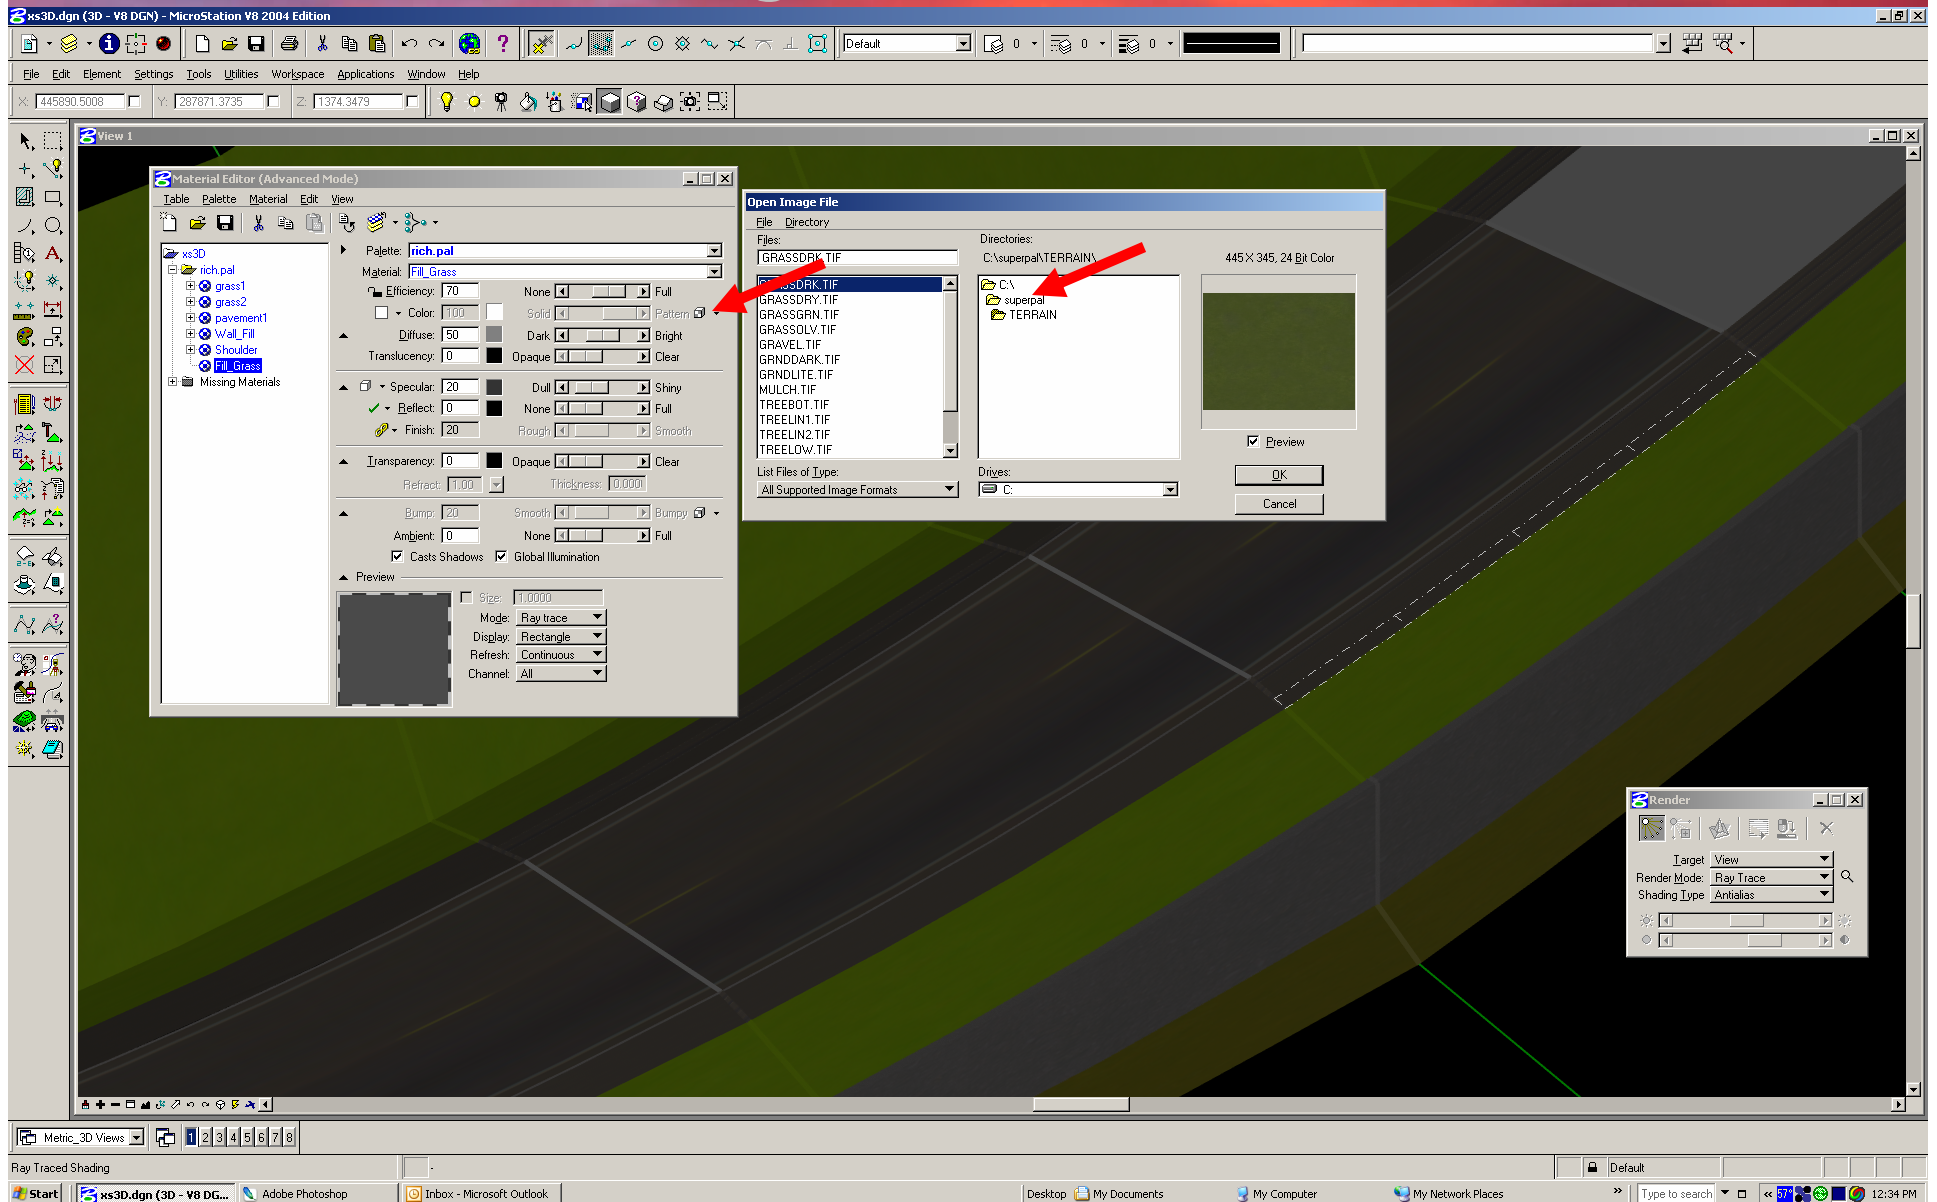 xs3D.dgn (3D - V8 DGN) - MicroStation V8 2004 Edition
Default 0 0 0
File Edit Element Settings Tools Utilities Workspace Applications Window Help
X: 445890.5008 Y: 287871.3735 Z: 1374.3479
View 1
Material Editor (Advanced Mode)
Table Palette Material Edit View
xs3D
rich.pal
grass1
grass2
pavement1
Wall_Fill
Shoulder
Fill_Grass
Missing Materials
Palette: rich.pal
Material: Fill_Grass
Efficiency: 70 None Full
Color: 100 Solid Pattern
Diffuse: 50 Dark Bright
Translucency: 0 Opaque Clear
Specular: 20 Dull Shiny
Reflect: 0 None Full
Finish: 20 Rough Smooth
Transparency: 0 Opaque Clear
Refract: 1.00 Thickness: 0.000
Bump: 20 Smooth Bumpy
Ambient: 0 None Full
Casts Shadows Global Illumination
Preview
Size: 1.0000
Mode: Ray trace
Display: Rectangle
Refresh: Continuous
Channel: All
Open Image File
File Directory
Files:
GRASSDRK.TIF
GRASSDRK.TIF
GRASSDRY.TIF
GRASSGRN.TIF
GRASSOLV.TIF
GRAVEL.TIF
GRNDDARK.TIF
GRNDLITE.TIF
MULCH.TIF
TREEBOT.TIF
TREELIN1.TIF
TREELIN2.TIF
TREELOW.TIF
List Files of Type:
All Supported Image Formats
Directories:
C:\superpal\TERRAIN\
C:\
superpal
TERRAIN
Drives:
C:
445 X 345, 24 Bit Color
Preview
OK
Cancel
Render
Target View
Render Mode: Ray Trace
Shading Type Antialias
Metric_3D Views 1 2 3 4 5 6 7 8
Ray Traced Shading
Default
Start xs3D.dgn (3D - V8 DG... Adobe Photoshop Inbox - Microsoft Outlook Desktop My Documents My Computer My Network Places » Type to search « 57° 12:34 PM